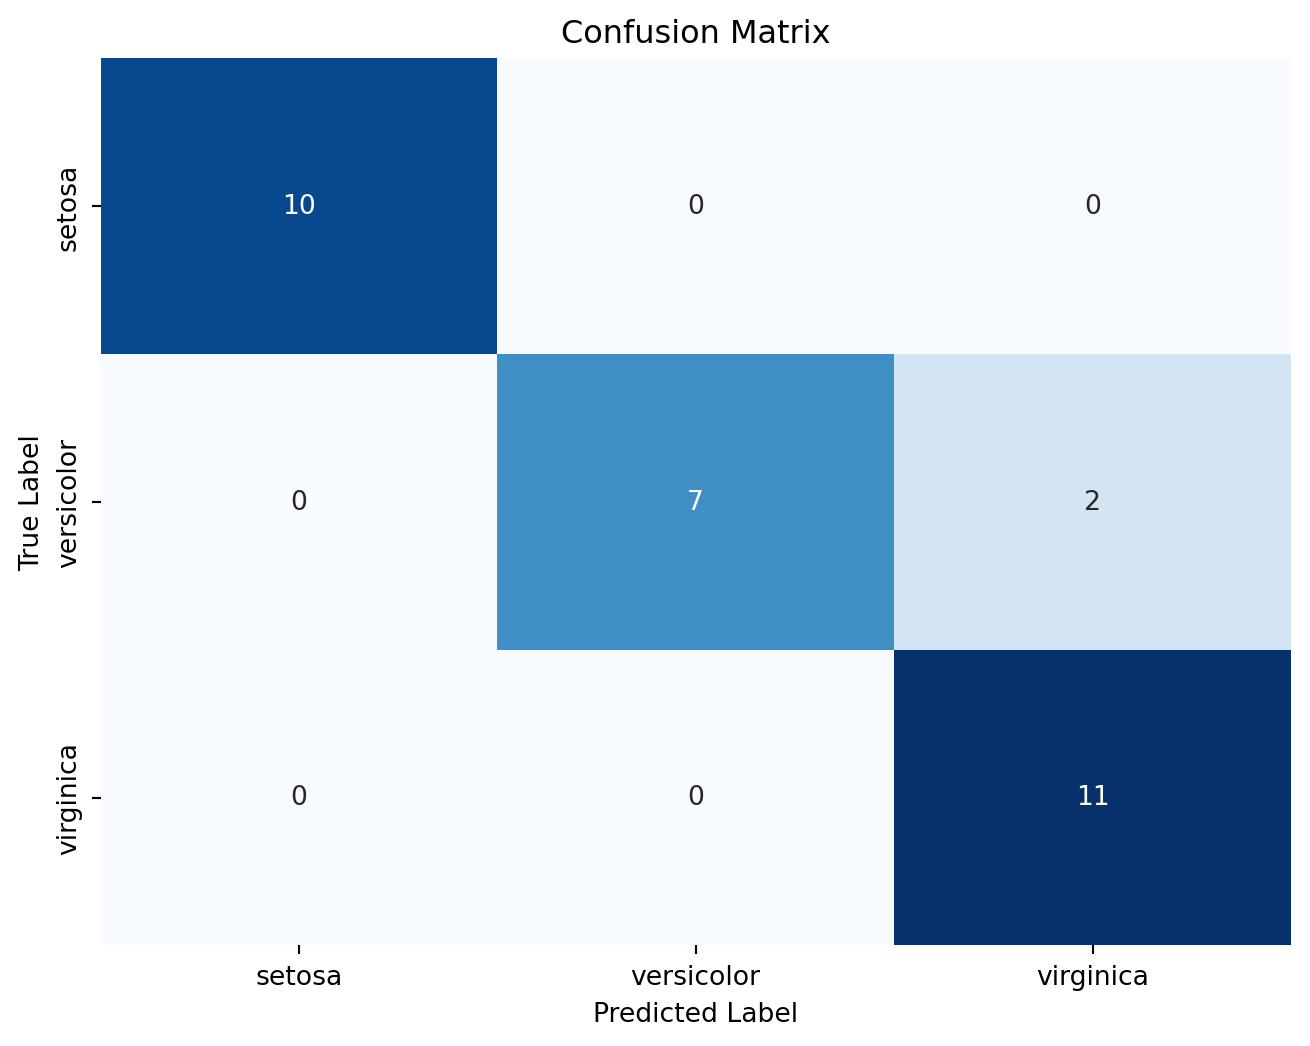 Confusion Matrix
True Label
setosa
10 0 0
versicolor
0 7 2
virginica
0 0 11
setosa versicolor virginica
Predicted Label